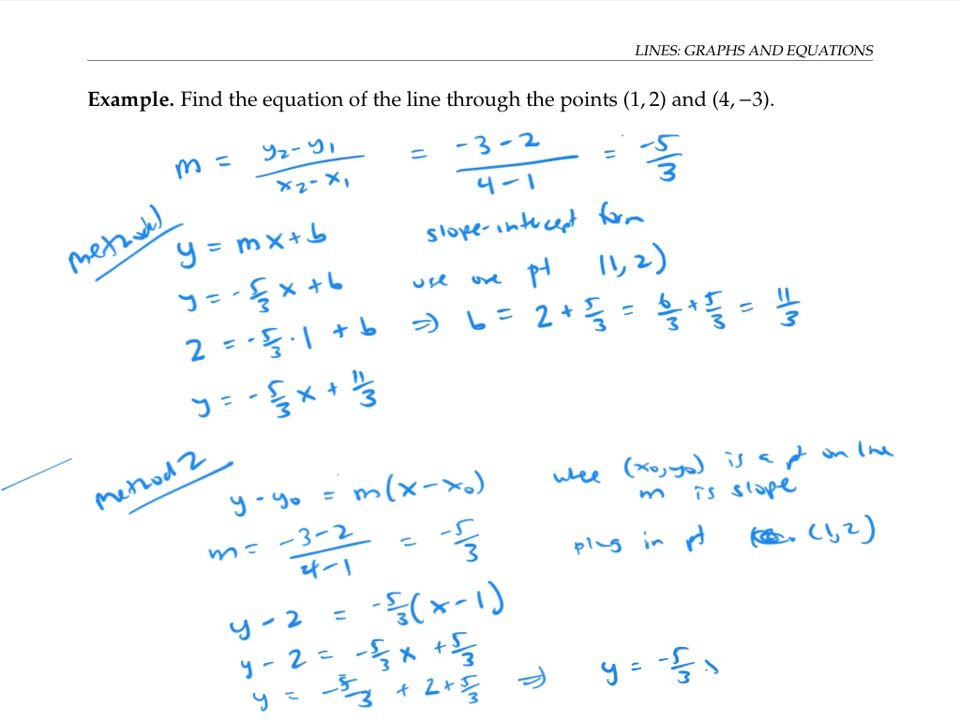 LINES: GRAPHS AND EQUATIONS
Example. Find the equation of the line through the points (1, 2) and (4, −3).
m = (y₂ - y₁)/(x₂ - x₁) = (-3 - 2)/(4 - 1) = -5/3
method 1
y = mx + b slope-intercept form
y = -5/3 x + b use one pt (1, 2)
2 = -5/3 · 1 + b ⇒ b = 2 + 5/3 = 6/3 + 5/3 = 11/3
y = -5/3 x + 11/3
method 2
y - y₀ = m(x - x₀) where (x₀, y₀) is a pt on line
m is slope
m = (-3 - 2)/(4 - 1) = -5/3 plug in pt (1, 2)
y - 2 = -5/3 (x - 1)
y - 2 = -5/3 x + 5/3
y = -5/3 + 2 + 5/3 ⇒ y = -5/3